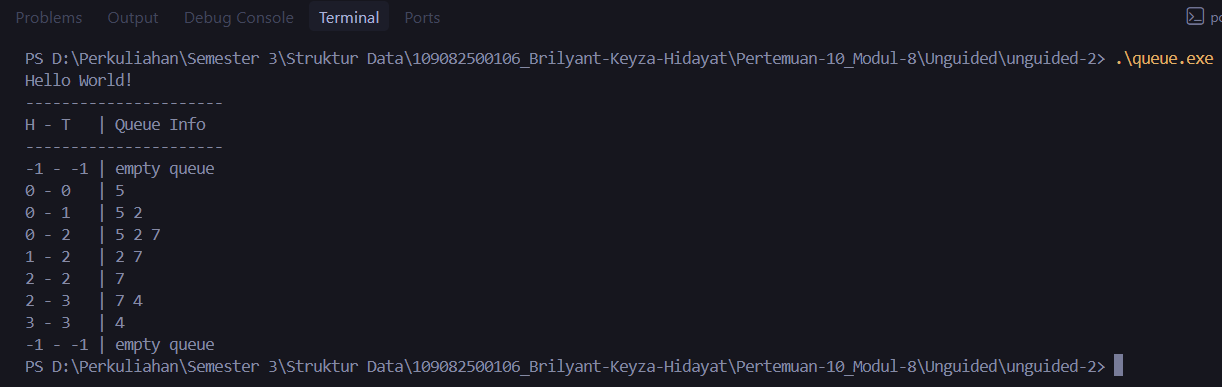 Problems Output Debug Console Terminal Ports
PS D:\Perkuliahan\Semester 3\Struktur Data\109082500106_Brilyant-Keyza-Hidayat\Pertemuan-10_Modul-8\Unguided\unguided-2> .\queue.exe
Hello World!
----------------------
H - T   | Queue Info
----------------------
-1 - -1 | empty queue
0 - 0   | 5
0 - 1   | 5 2
0 - 2   | 5 2 7
1 - 2   | 2 7
2 - 2   | 7
2 - 3   | 7 4
3 - 3   | 4
-1 - -1 | empty queue
PS D:\Perkuliahan\Semester 3\Struktur Data\109082500106_Brilyant-Keyza-Hidayat\Pertemuan-10_Modul-8\Unguided\unguided-2>